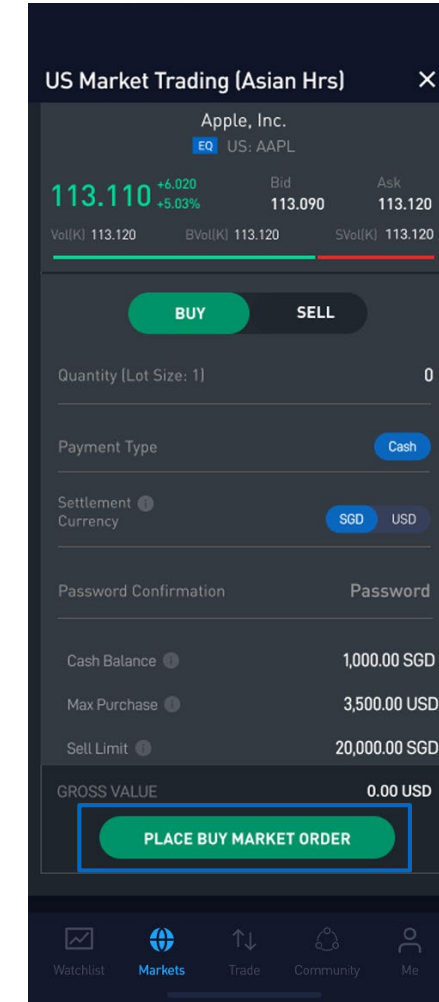 US Market Trading (Asian Hrs)
Apple, Inc.
EQ US: AAPL
113.110 +6.020 +5.03% Bid 113.090 Ask 113.120
Vol(K) 113.120 BVol(K) 113.120 SVol(K) 113.120
BUY SELL
Quantity (Lot Size: 1) 0
Payment Type Cash
Settlement
Currency SGD USD
Password Confirmation Password
Cash Balance 1,000.00 SGD
Max Purchase 3,500.00 USD
Sell Limit 20,000.00 SGD
GROSS VALUE 0.00 USD
PLACE BUY MARKET ORDER
Watchlist Markets Trade Community Me